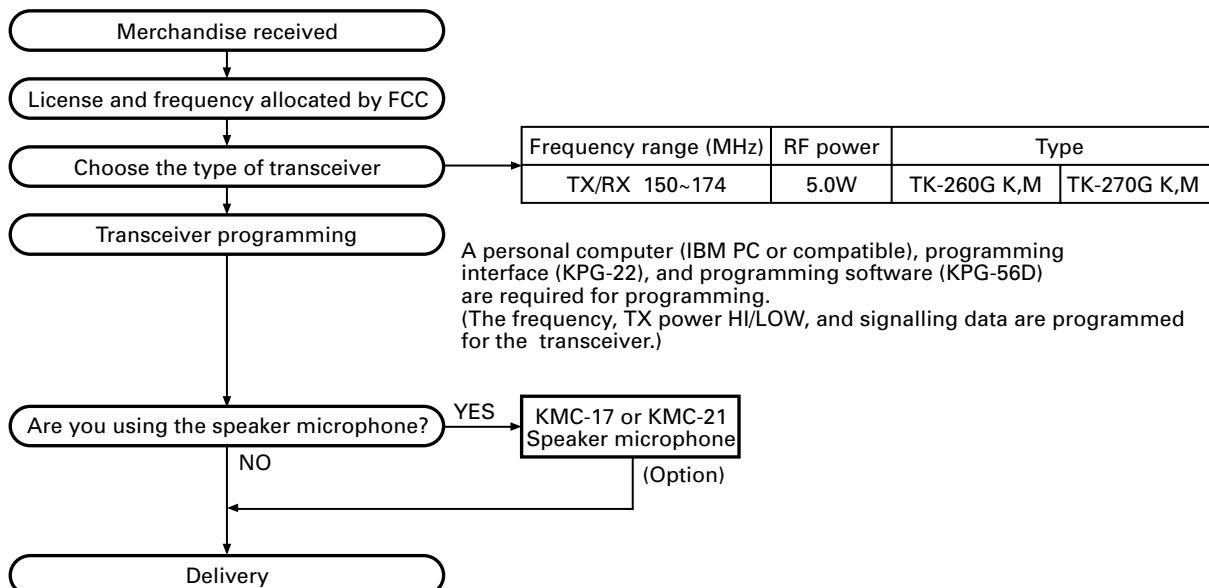 Merchandise received
License and frequency allocated by FCC
Choose the type of transceiver
Frequency range (MHz) RF power Type
TX/RX 150~174 5.0W TK-260G K,M TK-270G K,M
Transceiver programming
A personal computer (IBM PC or compatible), programming
interface (KPG-22), and programming software (KPG-56D)
are required for programming.
(The frequency, TX power HI/LOW, and signalling data are programmed
for the transceiver.)
Are you using the speaker microphone?
YES
KMC-17 or KMC-21
Speaker microphone
NO
(Option)
Delivery